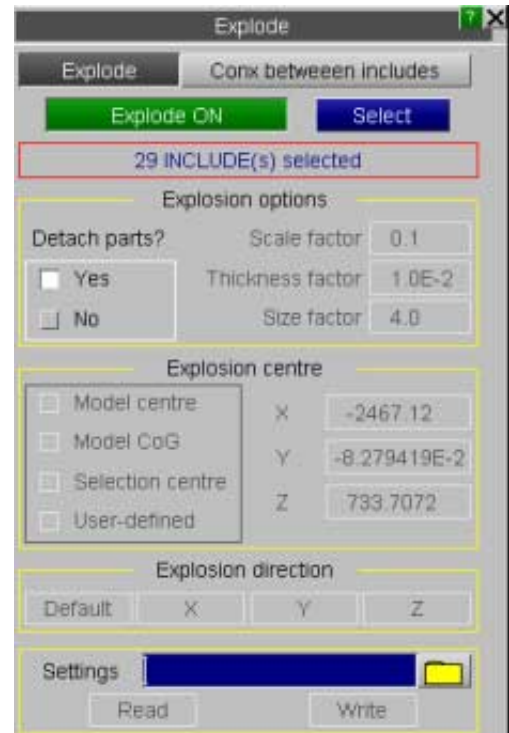 Explode ?
Explode Conx betweeen includes
Explode ON Select
29 INCLUDE(s) selected
Explosion options
Detach parts? Scale factor 0.1
Yes Thickness factor 1.0E-2
No Size factor 4.0
Explosion centre
Model centre X -2467.12
Model CoG Y -8.279419E-2
Selection centre Z 733.7072
User-defined
Explosion direction
Default X Y Z
Settings
Read Write